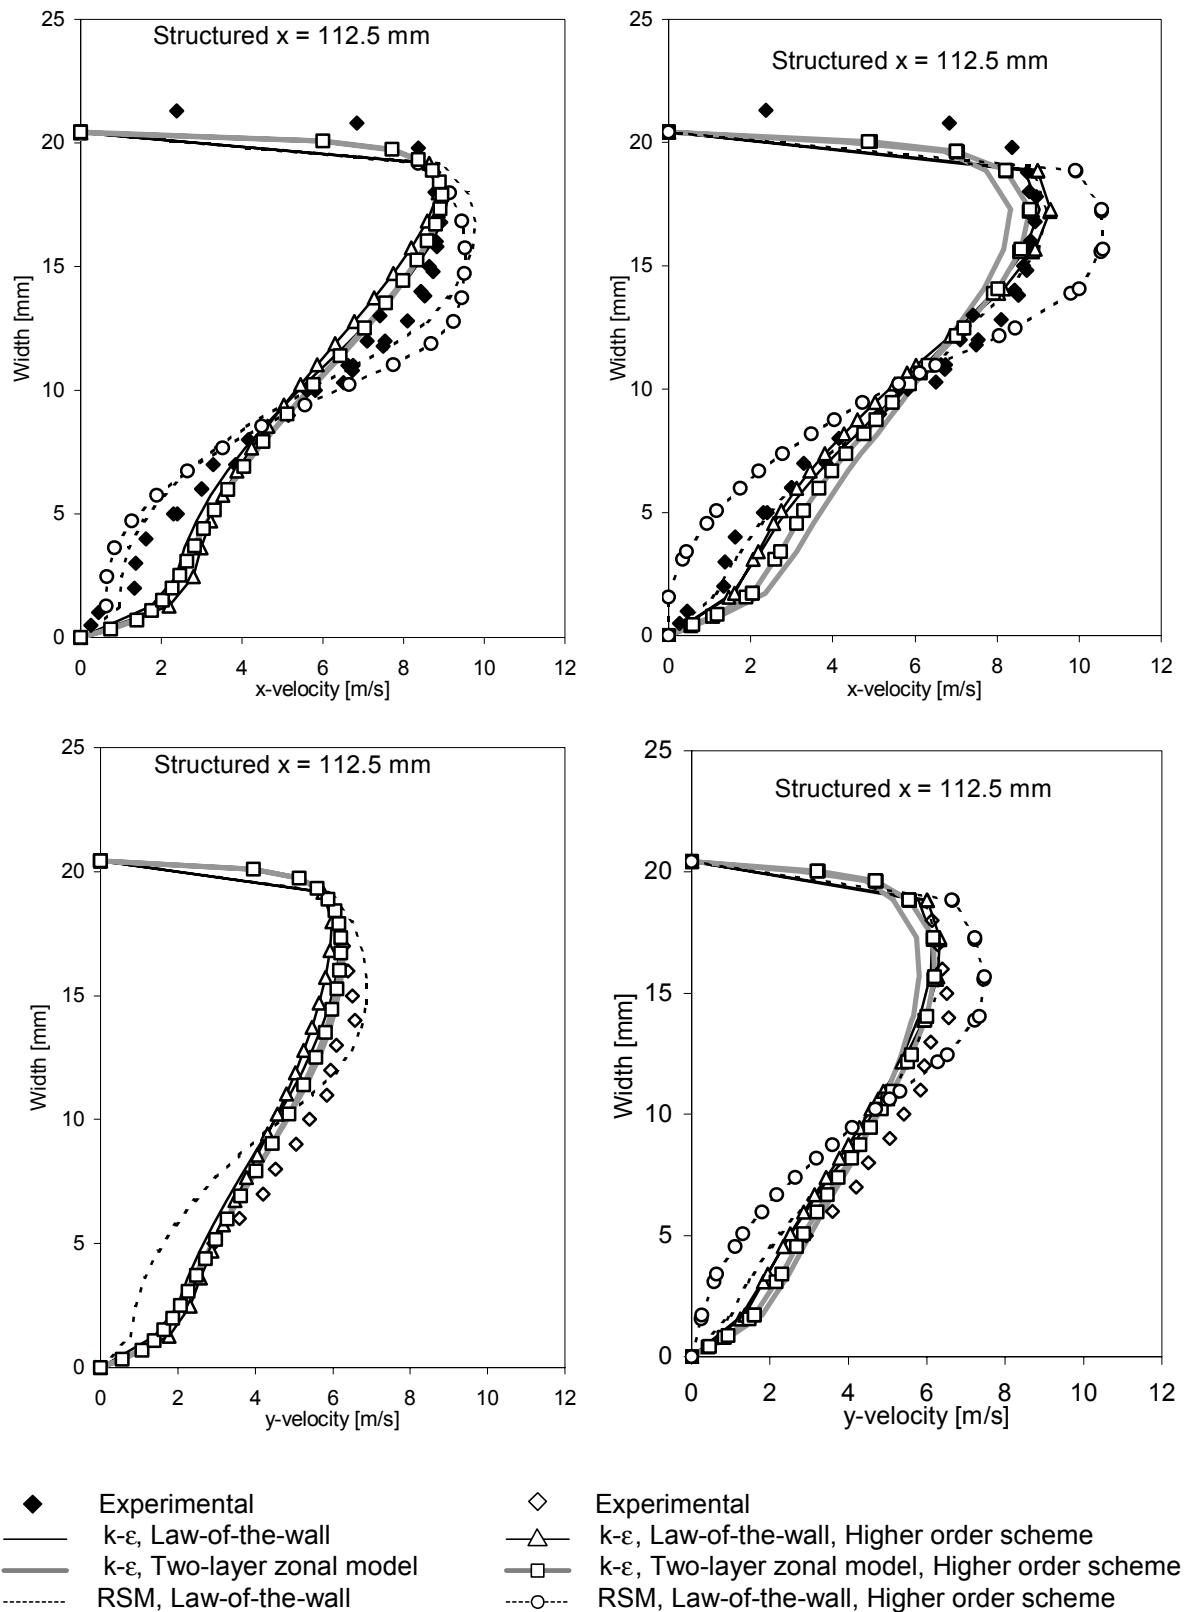 25
Structured x = 112.5 mm
20
15
Width [mm]
10
5
0
0 2 4 6 8 10 12
x-velocity [m/s]
25
Structured x = 112.5 mm
20
15
Width [mm]
10
5
0
0 2 4 6 8 10 12
x-velocity [m/s]
25
Structured x = 112.5 mm
20
15
Width [mm]
10
5
0
0 2 4 6 8 10 12
y-velocity [m/s]
25
Structured x = 112.5 mm
20
15
Width [mm]
10
5
0
0 2 4 6 8 10 12
y-velocity [m/s]
Experimental
k-ε, Law-of-the-wall
k-ε, Two-layer zonal model
RSM, Law-of-the-wall
Experimental
k-ε, Law-of-the-wall, Higher order scheme
k-ε, Two-layer zonal model, Higher order scheme
RSM, Law-of-the-wall, Higher order scheme